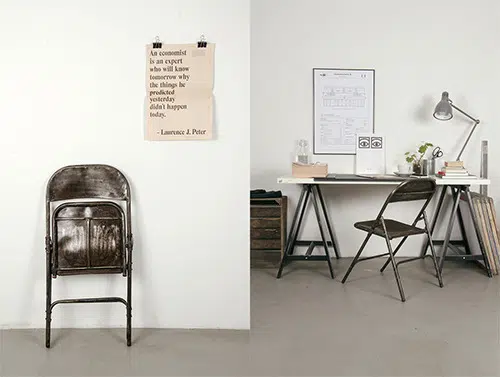 An economist
is an expert
who will know
tomorrow why
the things he
predicted
yesterday
didn't happen
today.
- Laurence J. Peter